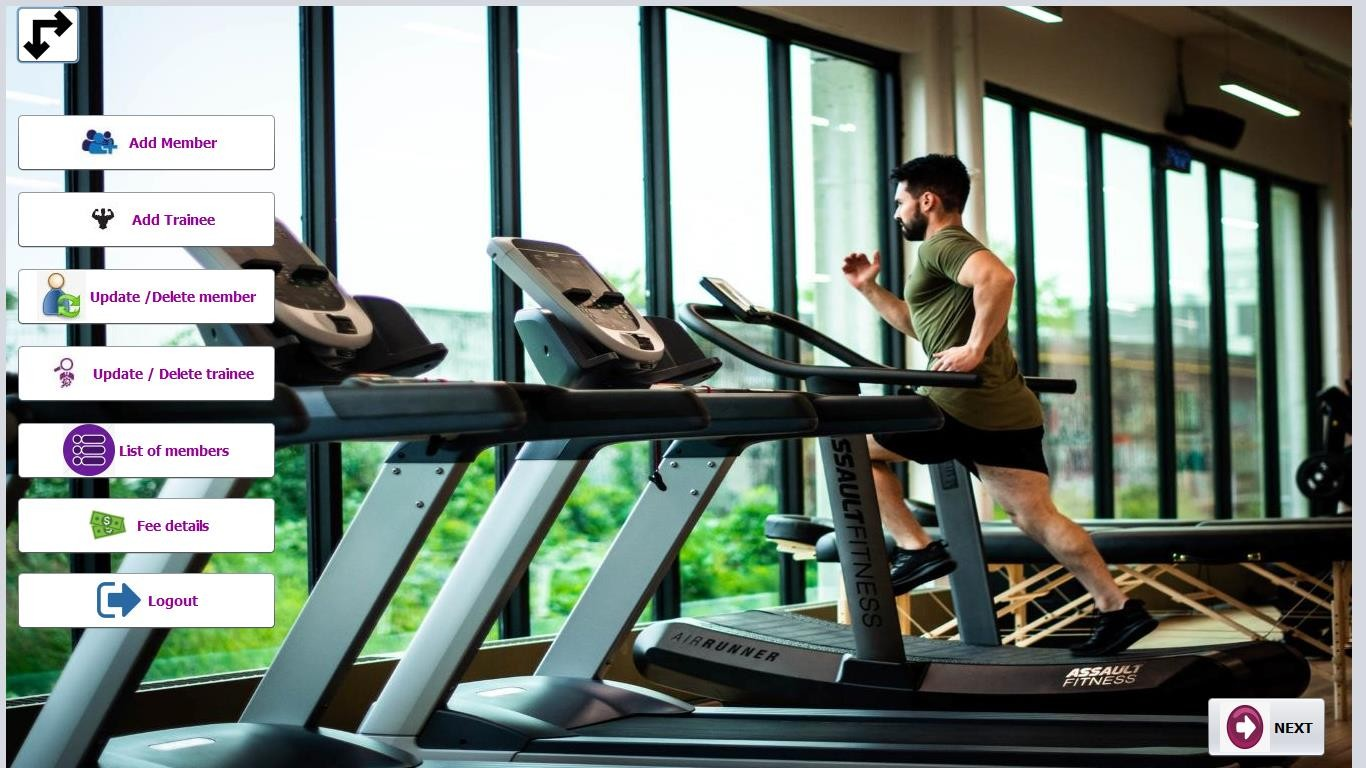 Add Member
Add Trainee
Update /Delete member
Update / Delete trainee
List of members
Fee details
Logout
SSAULT FITNESS
AIRRUNNER
ASSAULT
FITNESS
NEXT